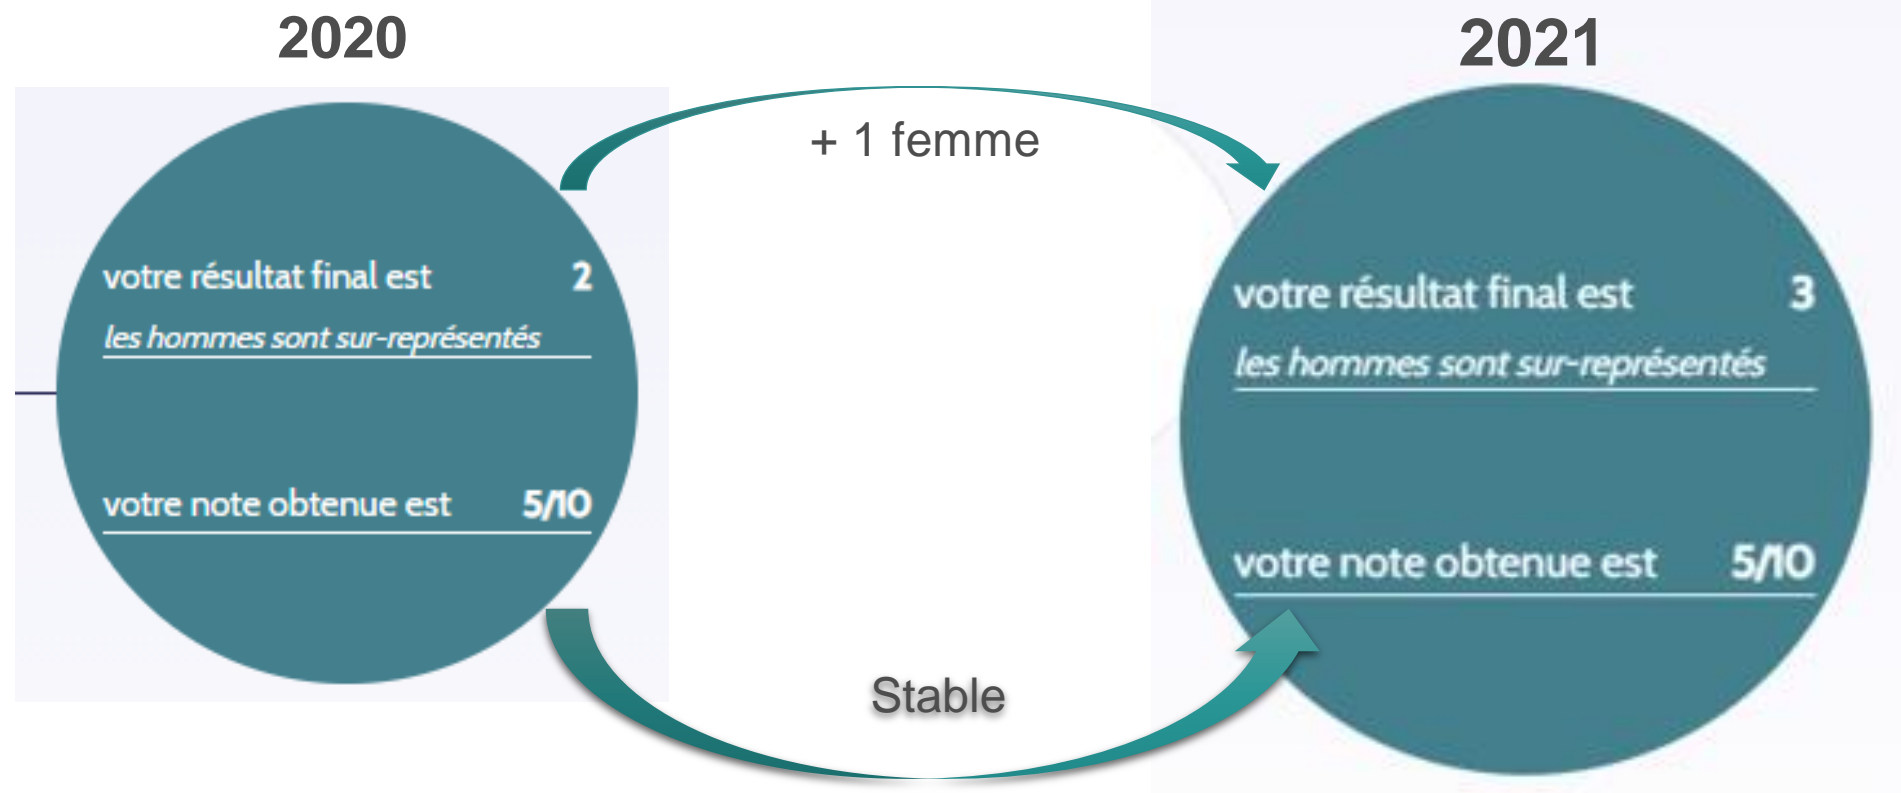 2020
votre résultat final est 2
les hommes sont sur-représentés
votre note obtenue est 5/10
+ 1 femme
Stable
2021
votre résultat final est 3
les hommes sont sur-représentés
votre note obtenue est 5/10